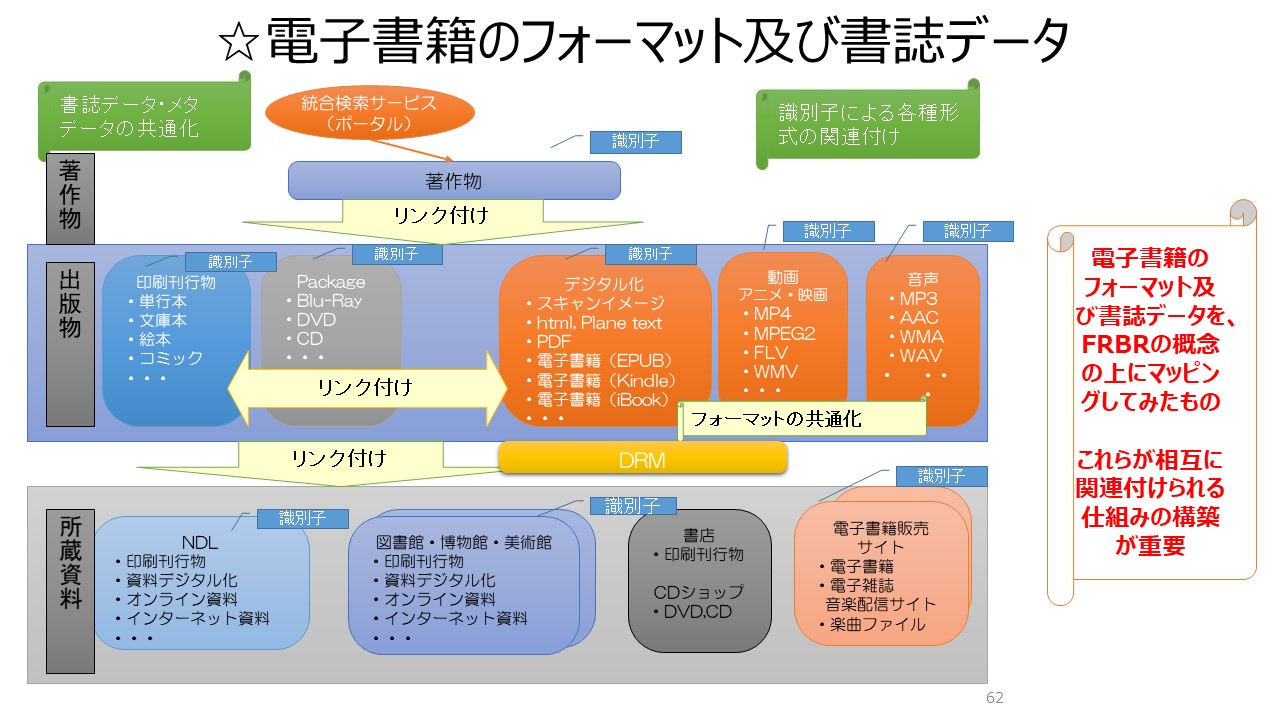 ☆電子書籍のフォーマット及び書誌データ
書誌データ・メタ
データの共通化
統合検索サービス
(ポータル)
識別子
識別子による各種形
式の関連付け
著作物
著作物
リンク付け
出版物
識別子
印刷刊行物
・単行本
・文庫本
・絵本
・コミック
・・・
識別子
Package
・Blu-Ray
・DVD
・CD
・・・
リンク付け
識別子
デジタル化
・スキャンイメージ
・html, Plane text
・PDF
・電子書籍（EPUB）
・電子書籍（Kindle）
・電子書籍（iBook）
・・・
識別子
動画
アニメ・映画
・MP4
・MPEG2
・FLV
・WMV
・・・
識別子
音声
・MP3
・AAC
・WMA
・WAV
・ ・・
・
フォーマットの共通化
リンク付け
DRM
所蔵資料
識別子
NDL
・印刷刊行物
・資料デジタル化
・オンライン資料
・インターネット資料
・・・
識別子
図書館・博物館・美術館
・印刷刊行物
・資料デジタル化
・オンライン資料
・インターネット資料
・・・
書店
・印刷刊行物
CDショップ
・DVD,CD
識別子
電子書籍販売
サイト
・電子書籍
・電子雑誌
音楽配信サイト
・楽曲ファイル
電子書籍の
フォーマット及
び書誌データを、
FRBRの概念
の上にマッピン
グしてみたもの
これらが相互に
関連付けられる
仕組みの構築
が重要
62